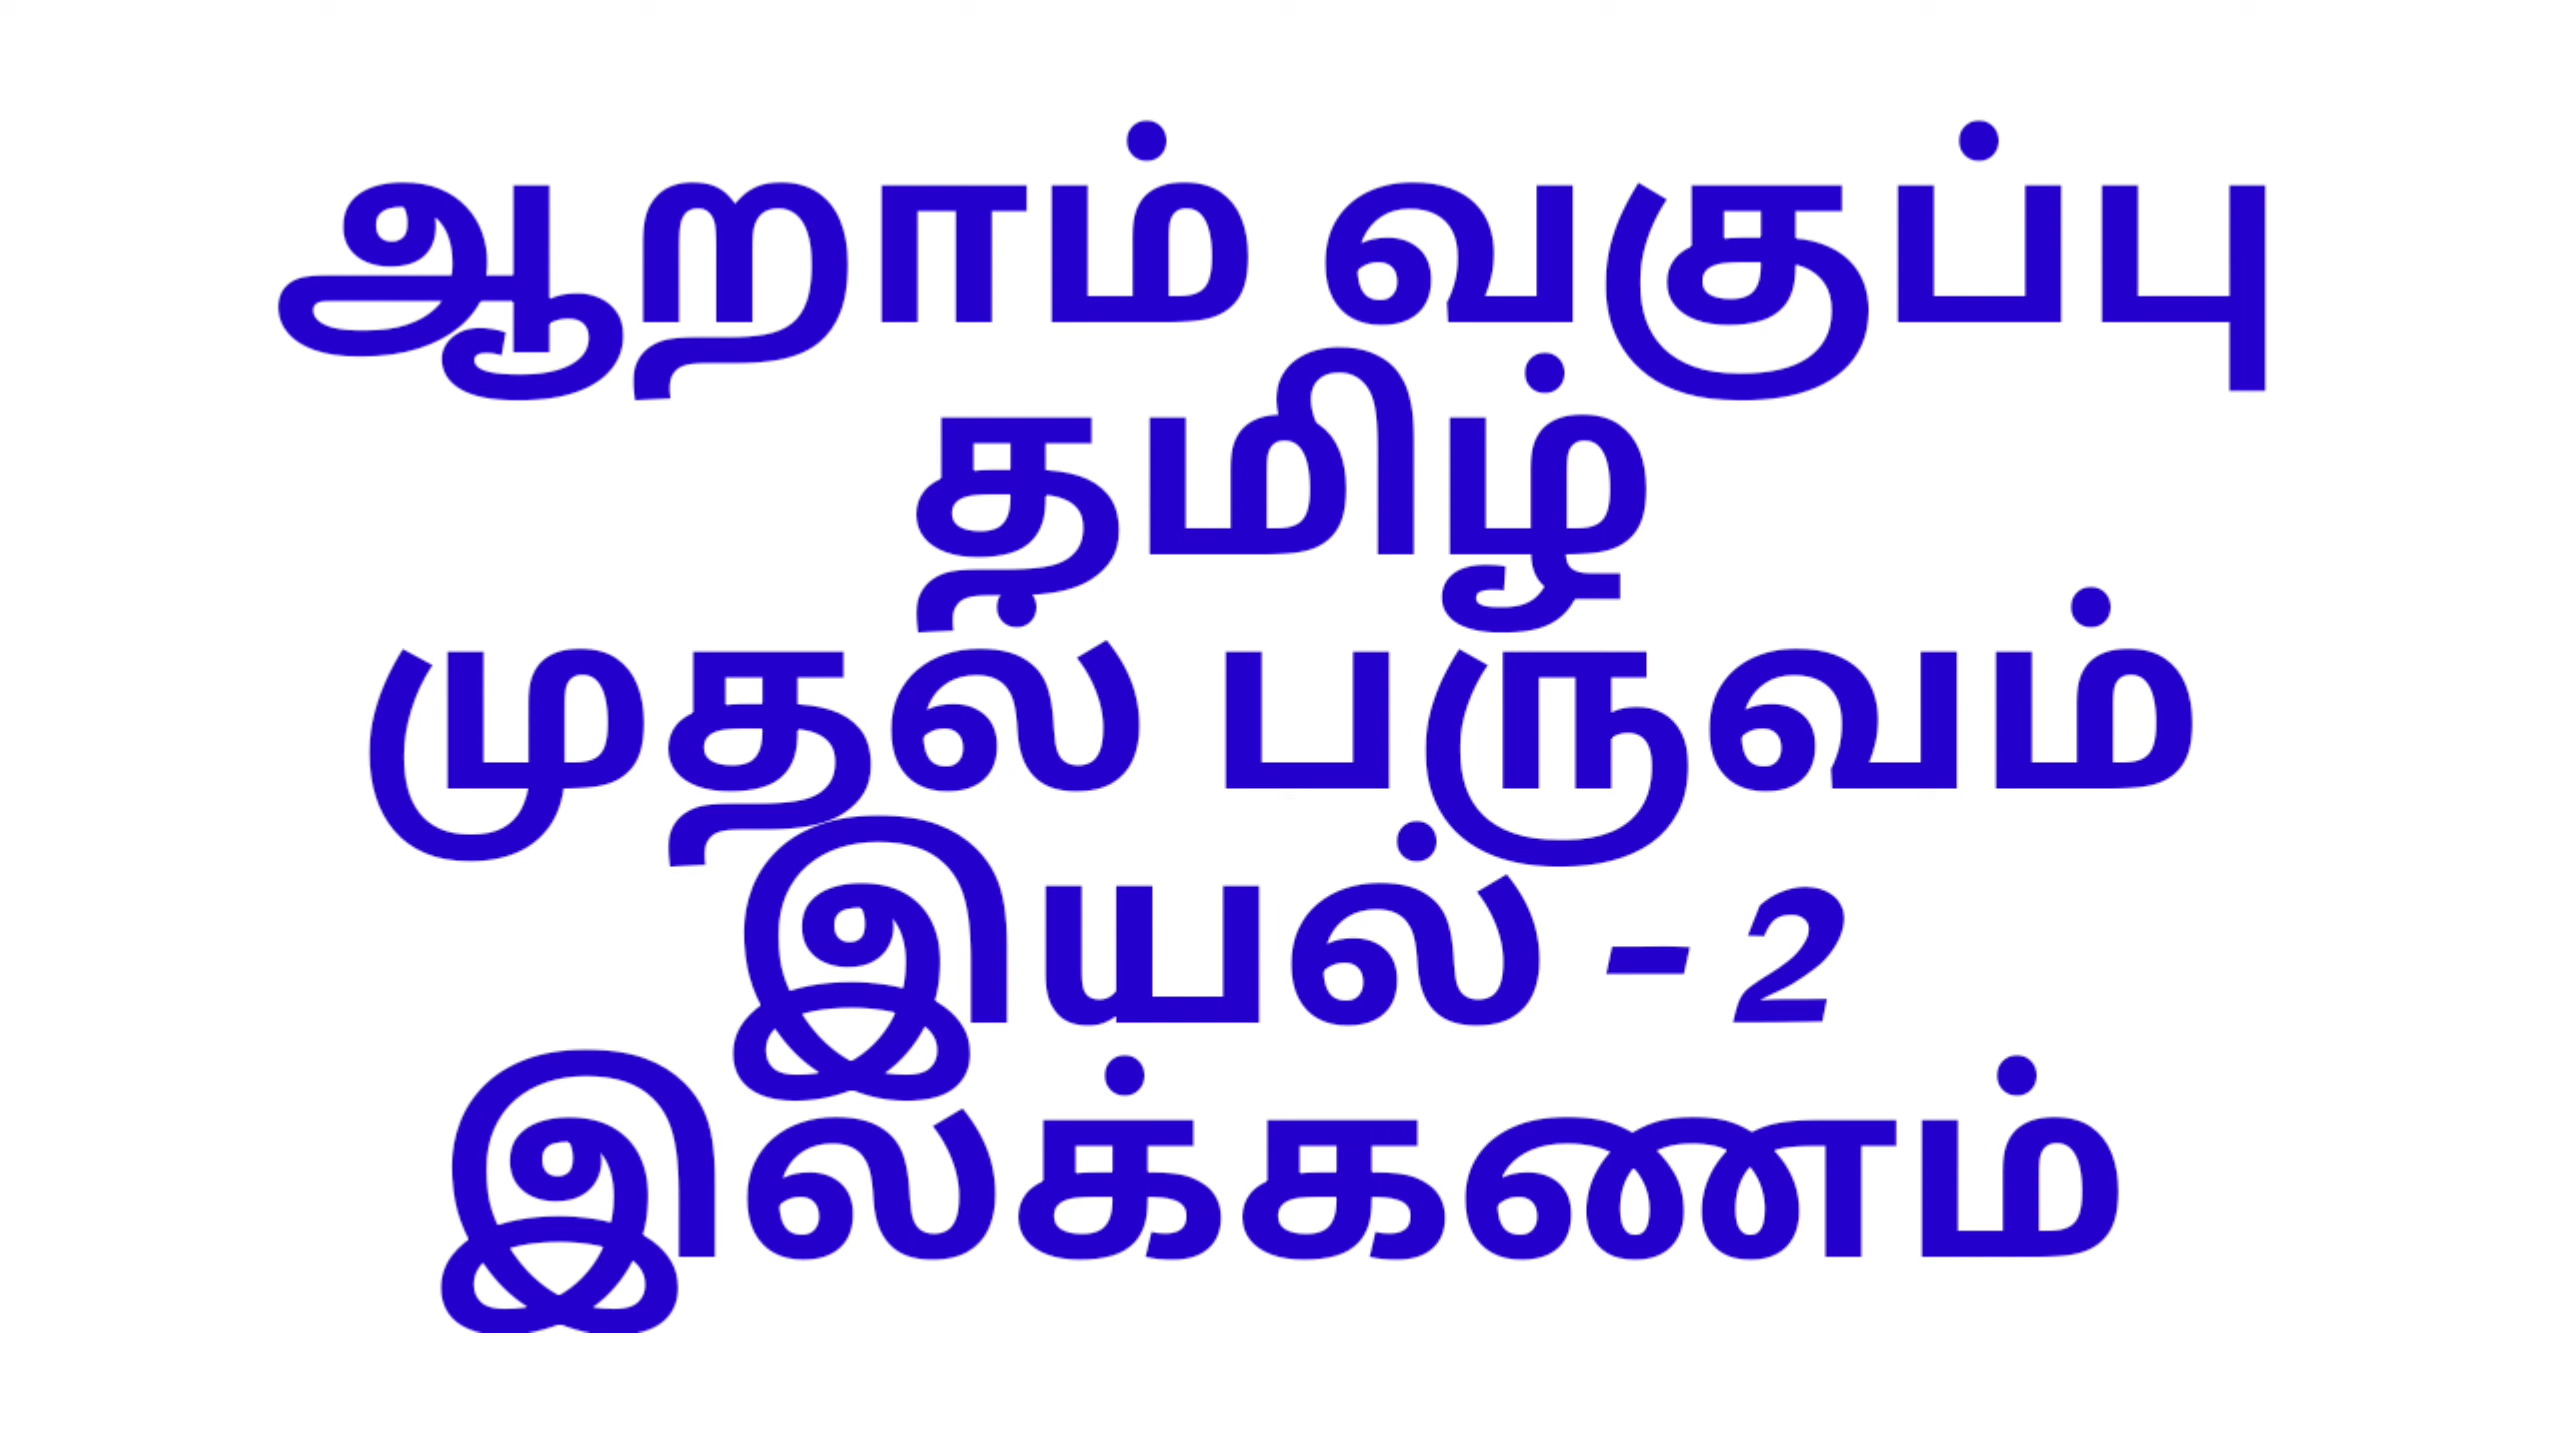 ஆறாம் வகுப்பு
தமிழ்
முதல் பருவம்
இயல் - 2
இலக்கணம்